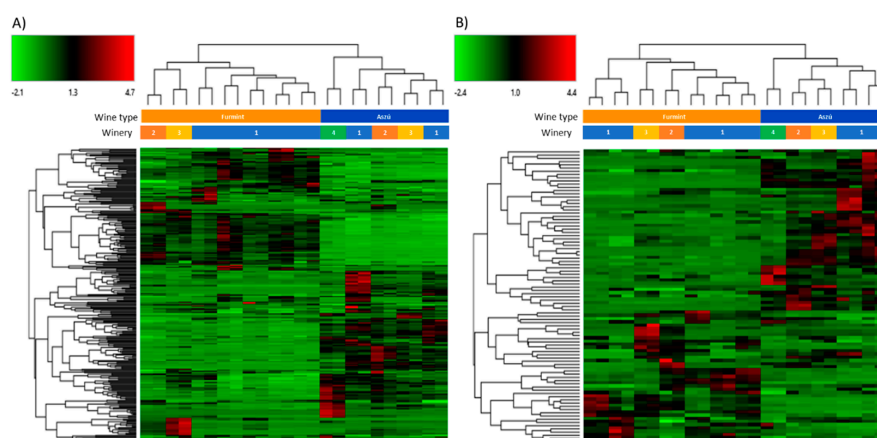 A)
B)
-2.1 1.3 4.7
-2.4 1.0 4.4
Wine type Furmint Aszú
Winery 2 3 1 4 1 2 3 1
Wine type Furmint Aszú
Winery 1 3 2 1 4 2 3 1